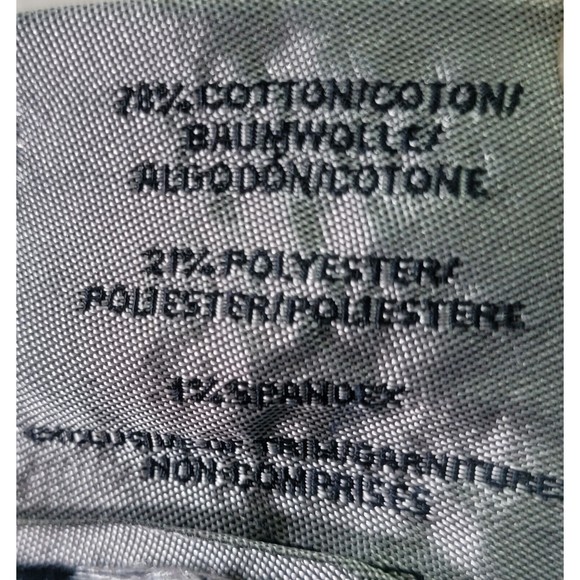 78% COTTON/COTON/
BAUMWOLLE/
ALGODÓN/COTONE
21% POLYESTER/
POLIESTER/POLIESTERE
1% SPANDEX
EXCLUSIVE OF TRIM/GARNITURE
NON-COMPRISES